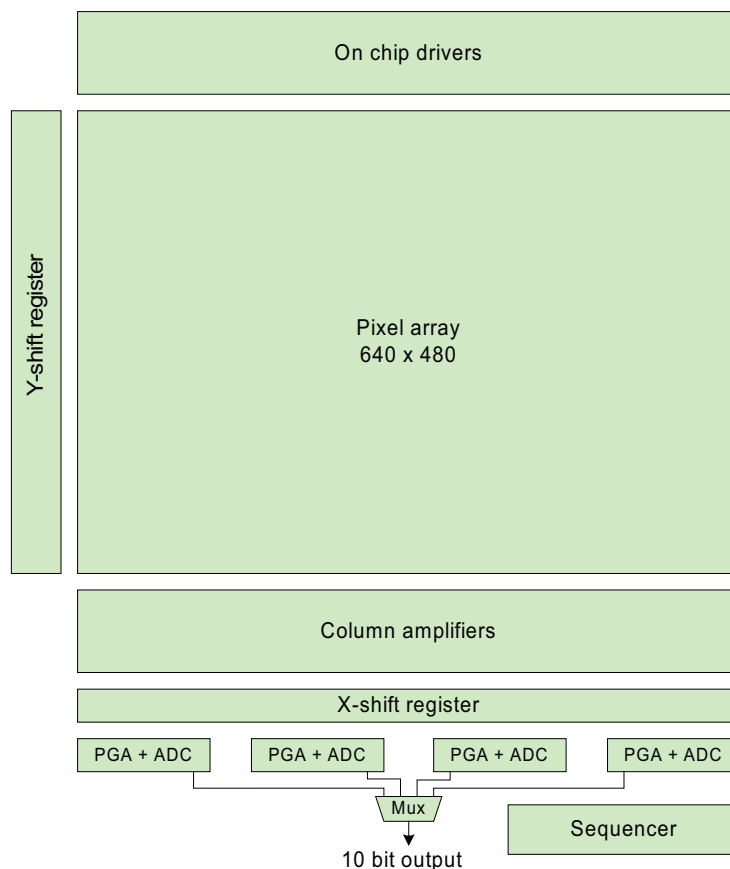 On chip drivers
Y-shift register
Pixel array
640 x 480
Column amplifiers
X-shift register
PGA + ADC
PGA + ADC
PGA + ADC
PGA + ADC
Mux
Sequencer
10 bit output